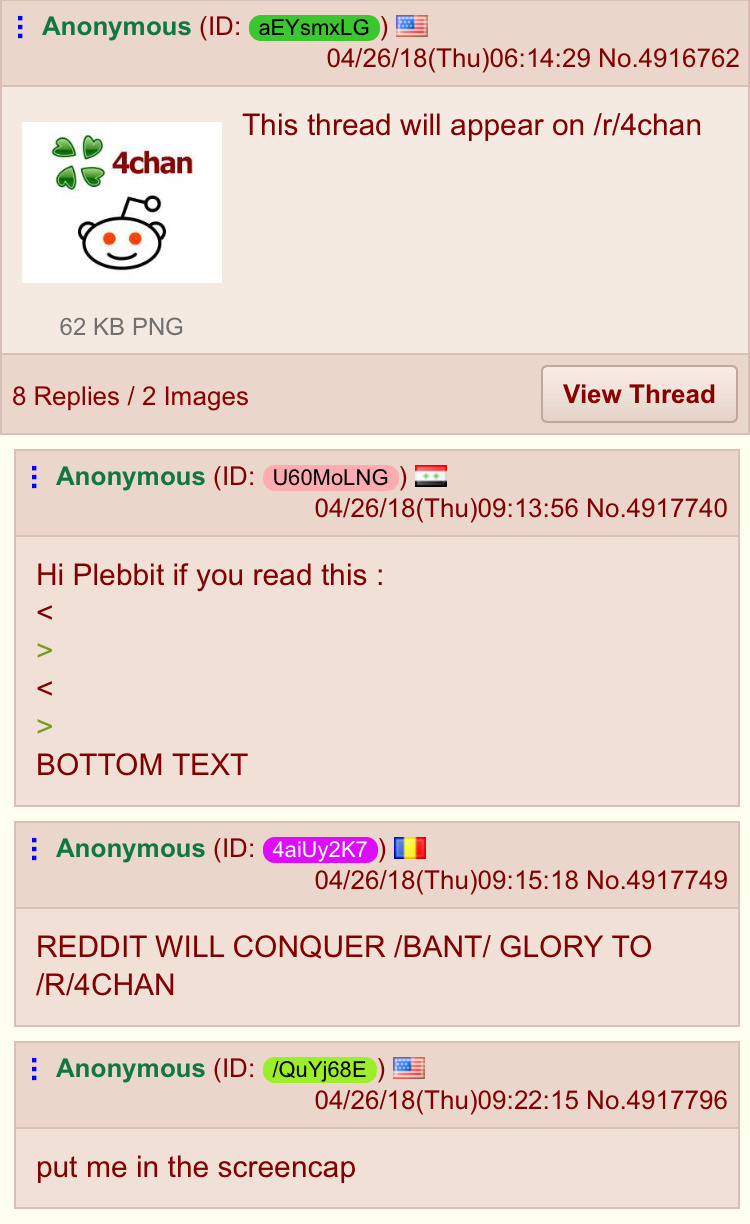 Anonymous (ID: aEYsmxLG)
04/26/18(Thu)06:14:29 No.4916762
4chan
This thread will appear on /r/4chan
62 KB PNG
8 Replies / 2 Images
View Thread
Anonymous (ID: U60MoLNG)
04/26/18(Thu)09:13:56 No.4917740
Hi Plebbit if you read this :
<
>
<
>
BOTTOM TEXT
Anonymous (ID: 4aiUy2K7)
04/26/18(Thu)09:15:18 No.4917749
REDDIT WILL CONQUER /BANT/ GLORY TO
/R/4CHAN
Anonymous (ID: /QuYj68E)
04/26/18(Thu)09:22:15 No.4917796
put me in the screencap